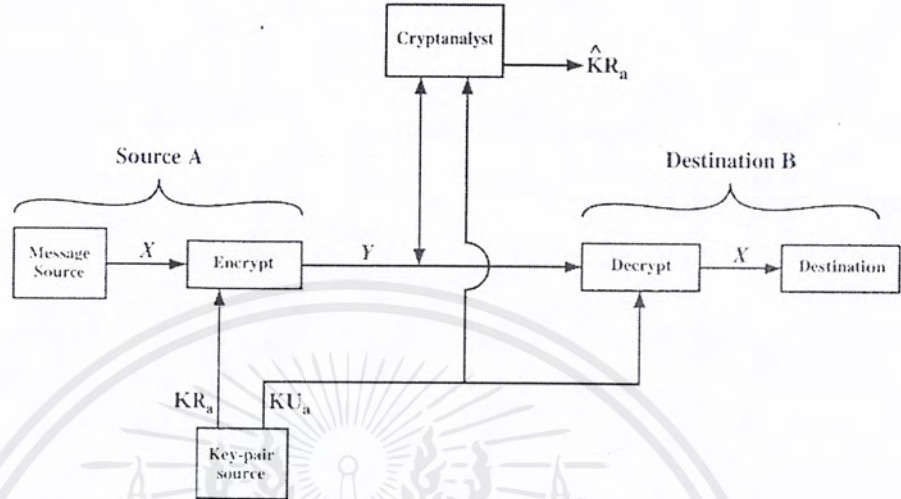 Cryptanalyst
K̂Rₐ
Source A
Destination B
Message
Source
X
Encrypt
Y
Decrypt
X
Destination
KRₐ
KUₐ
Key-pair
source